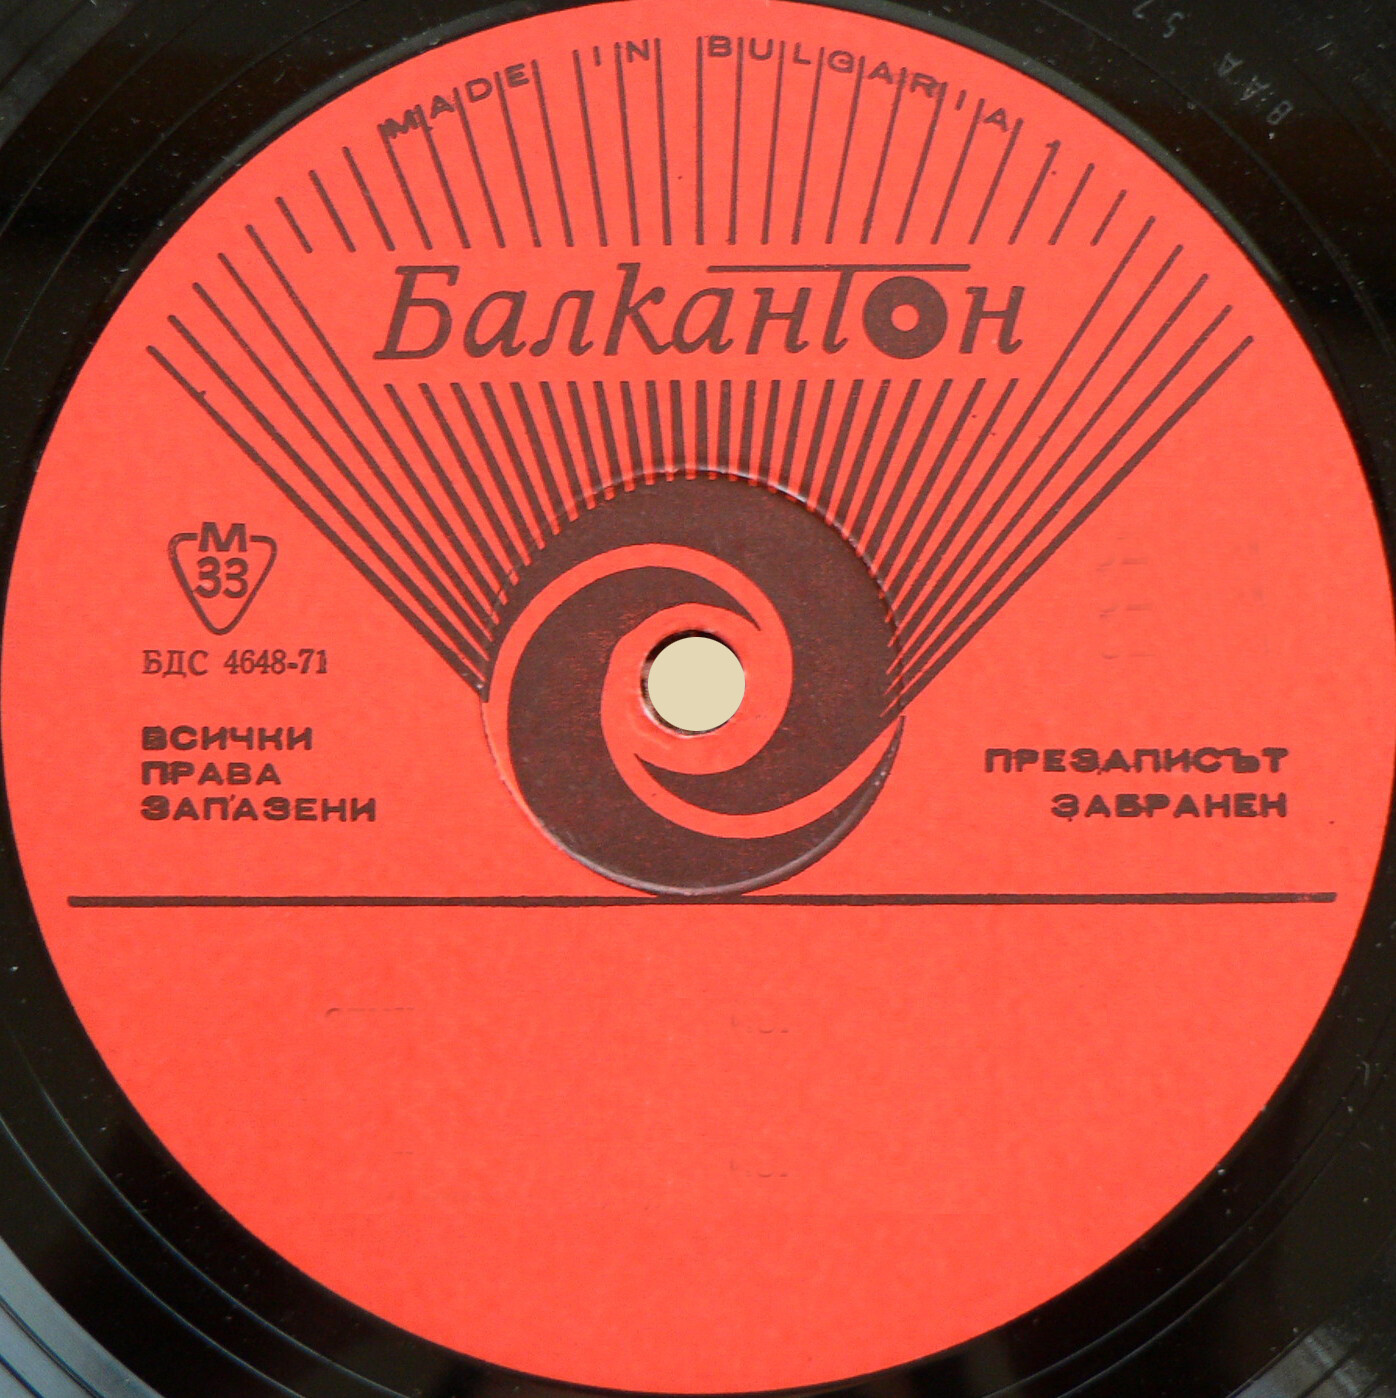 MADE IN BULGARIA
Балкантон
М
33
БДС 4648-71
ВСИЧКИ
ПРАВА
ЗАПАЗЕНИ
ПРЕЗАПИСЪТ
ЗАБРАНЕН